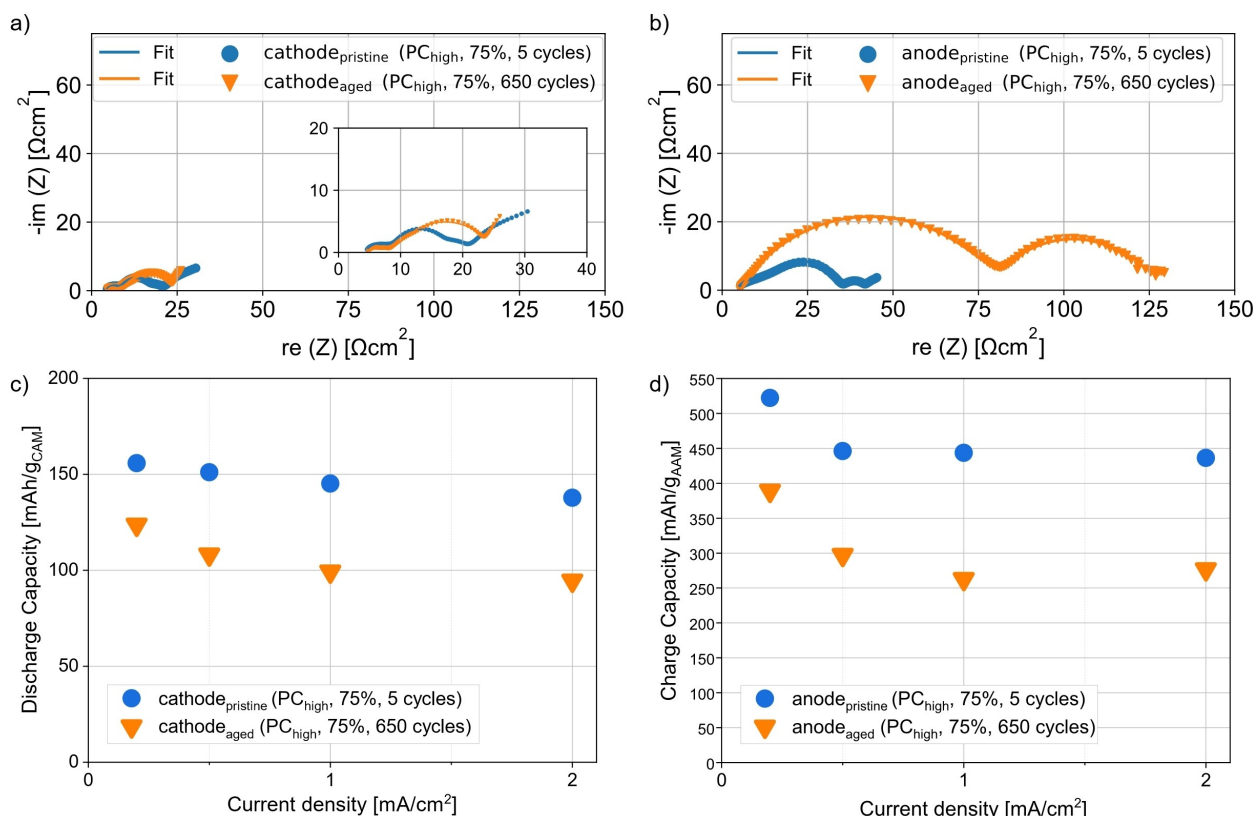 a)
Fit cathode_pristine (PC_high, 75%, 5 cycles)
Fit cathode_aged (PC_high, 75%, 650 cycles)
-im (Z) [Ωcm²]
60
40
20
0
20
10
0
0 10 20 30 40
0 25 50 75 100 125 150
re (Z) [Ωcm²]
b)
Fit anode_pristine (PC_high, 75%, 5 cycles)
Fit anode_aged (PC_high, 75%, 650 cycles)
-im (Z) [Ωcm²]
60
40
20
0
0 25 50 75 100 125 150
re (Z) [Ωcm²]
c)
Discharge Capacity [mAh/g_CAM]
200
150
100
50
0
cathode_pristine (PC_high, 75%, 5 cycles)
cathode_aged (PC_high, 75%, 650 cycles)
0 1 2
Current density [mA/cm²]
d)
Charge Capacity [mAh/g_AAM]
550
500
450
400
350
300
250
200
150
100
50
0
anode_pristine (PC_high, 75%, 5 cycles)
anode_aged (PC_high, 75%, 650 cycles)
0 1 2
Current density [mA/cm²]